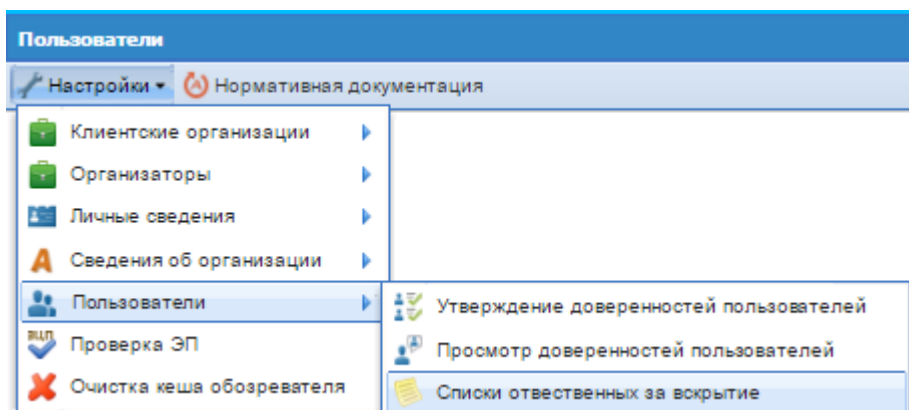 Пользователи
Настройки Нормативная документация
Клиентские организации
Организаторы
Личные сведения
Сведения об организации
Пользователи
Утверждение доверенностей пользователей
Проверка ЭП
Просмотр доверенностей пользователей
Очистка кеша обозревателя
Списки отвественных за вскрытие